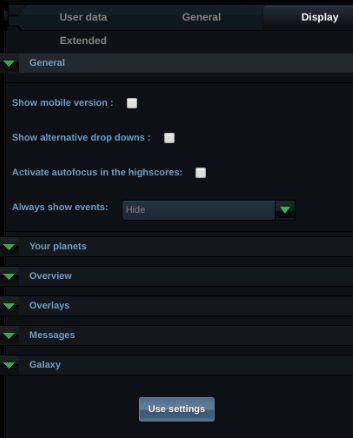 User data General Display
Extended
General
Show mobile version :
Show alternative drop downs :
Activate autofocus in the highscores:
Always show events: Hide
Your planets
Overview
Overlays
Messages
Galaxy
Use settings